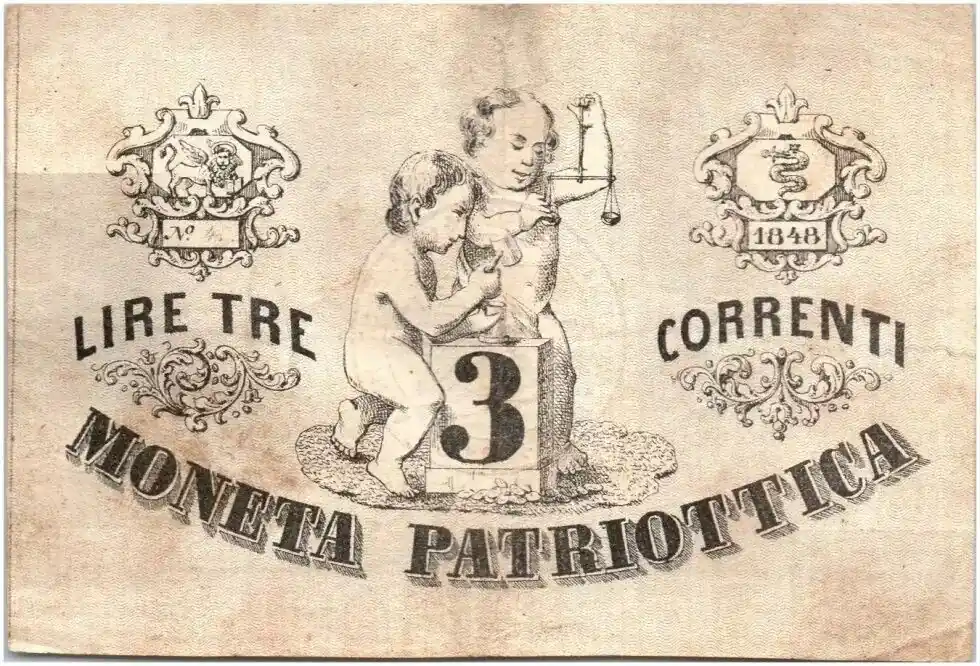 Nº
1848
LIRE TRE
CORRENTI
3
MONETA PATRIOTTICA